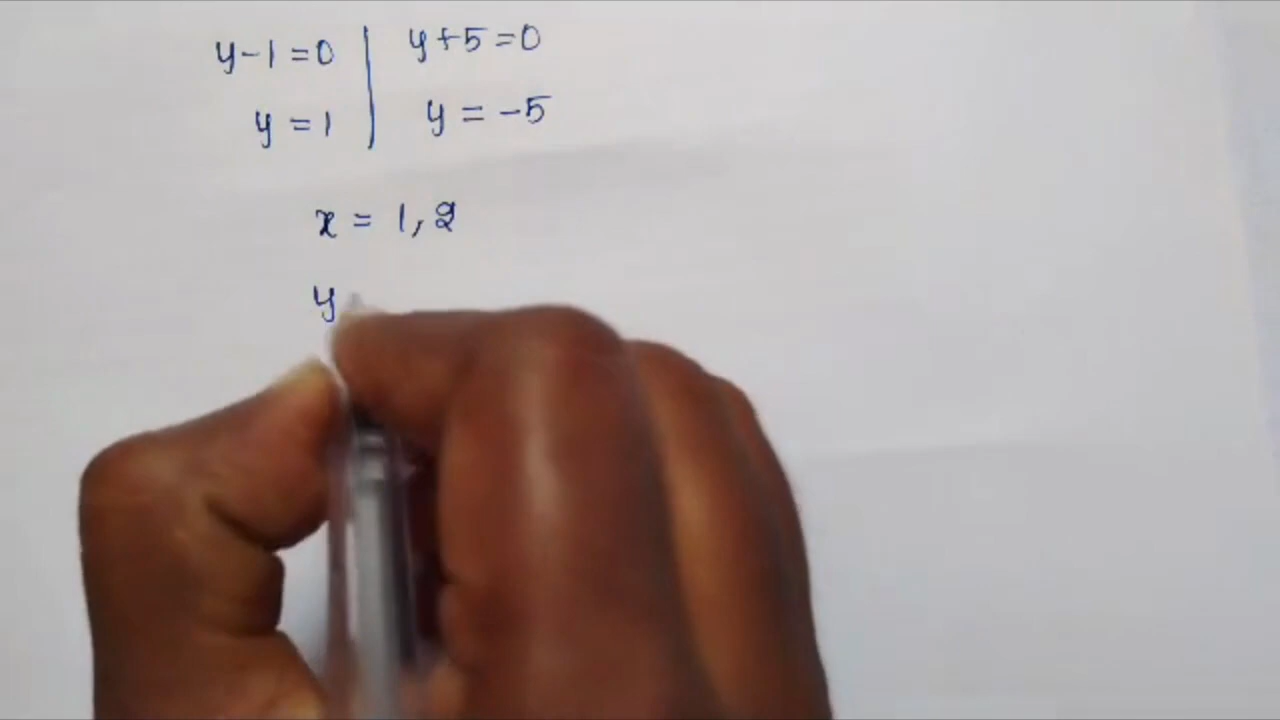 y-1=0 | y+5=0
y=1 | y=-5
x = 1, 2
y